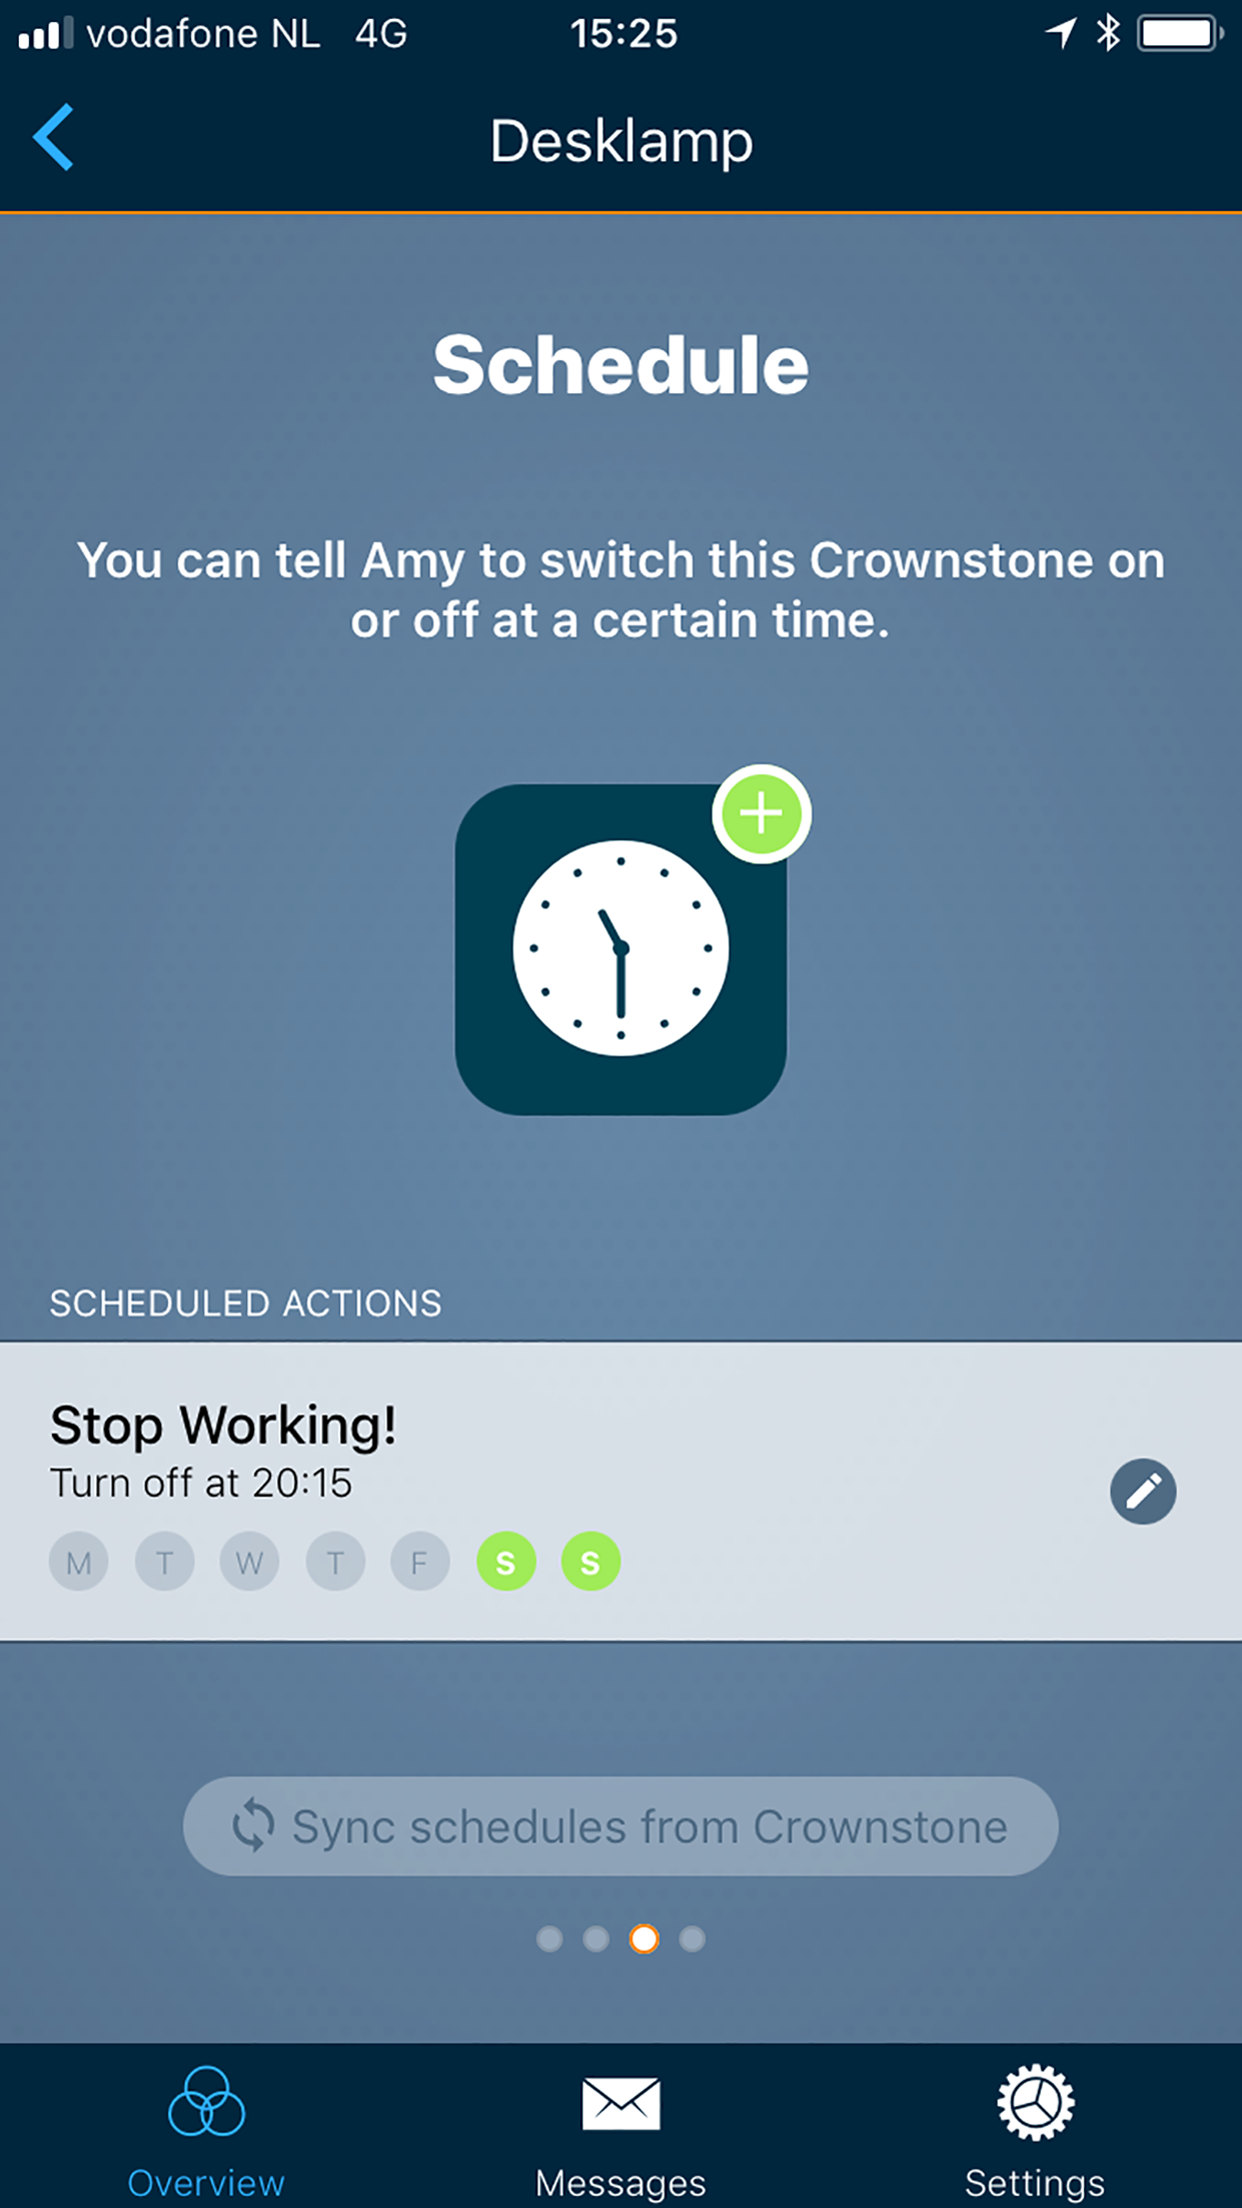 vodafone NL 4G 15:25
Desklamp
Schedule
You can tell Amy to switch this Crownstone on
or off at a certain time.
SCHEDULED ACTIONS
Stop Working!
Turn off at 20:15
M T W T F S S
Sync schedules from Crownstone
Overview Messages Settings